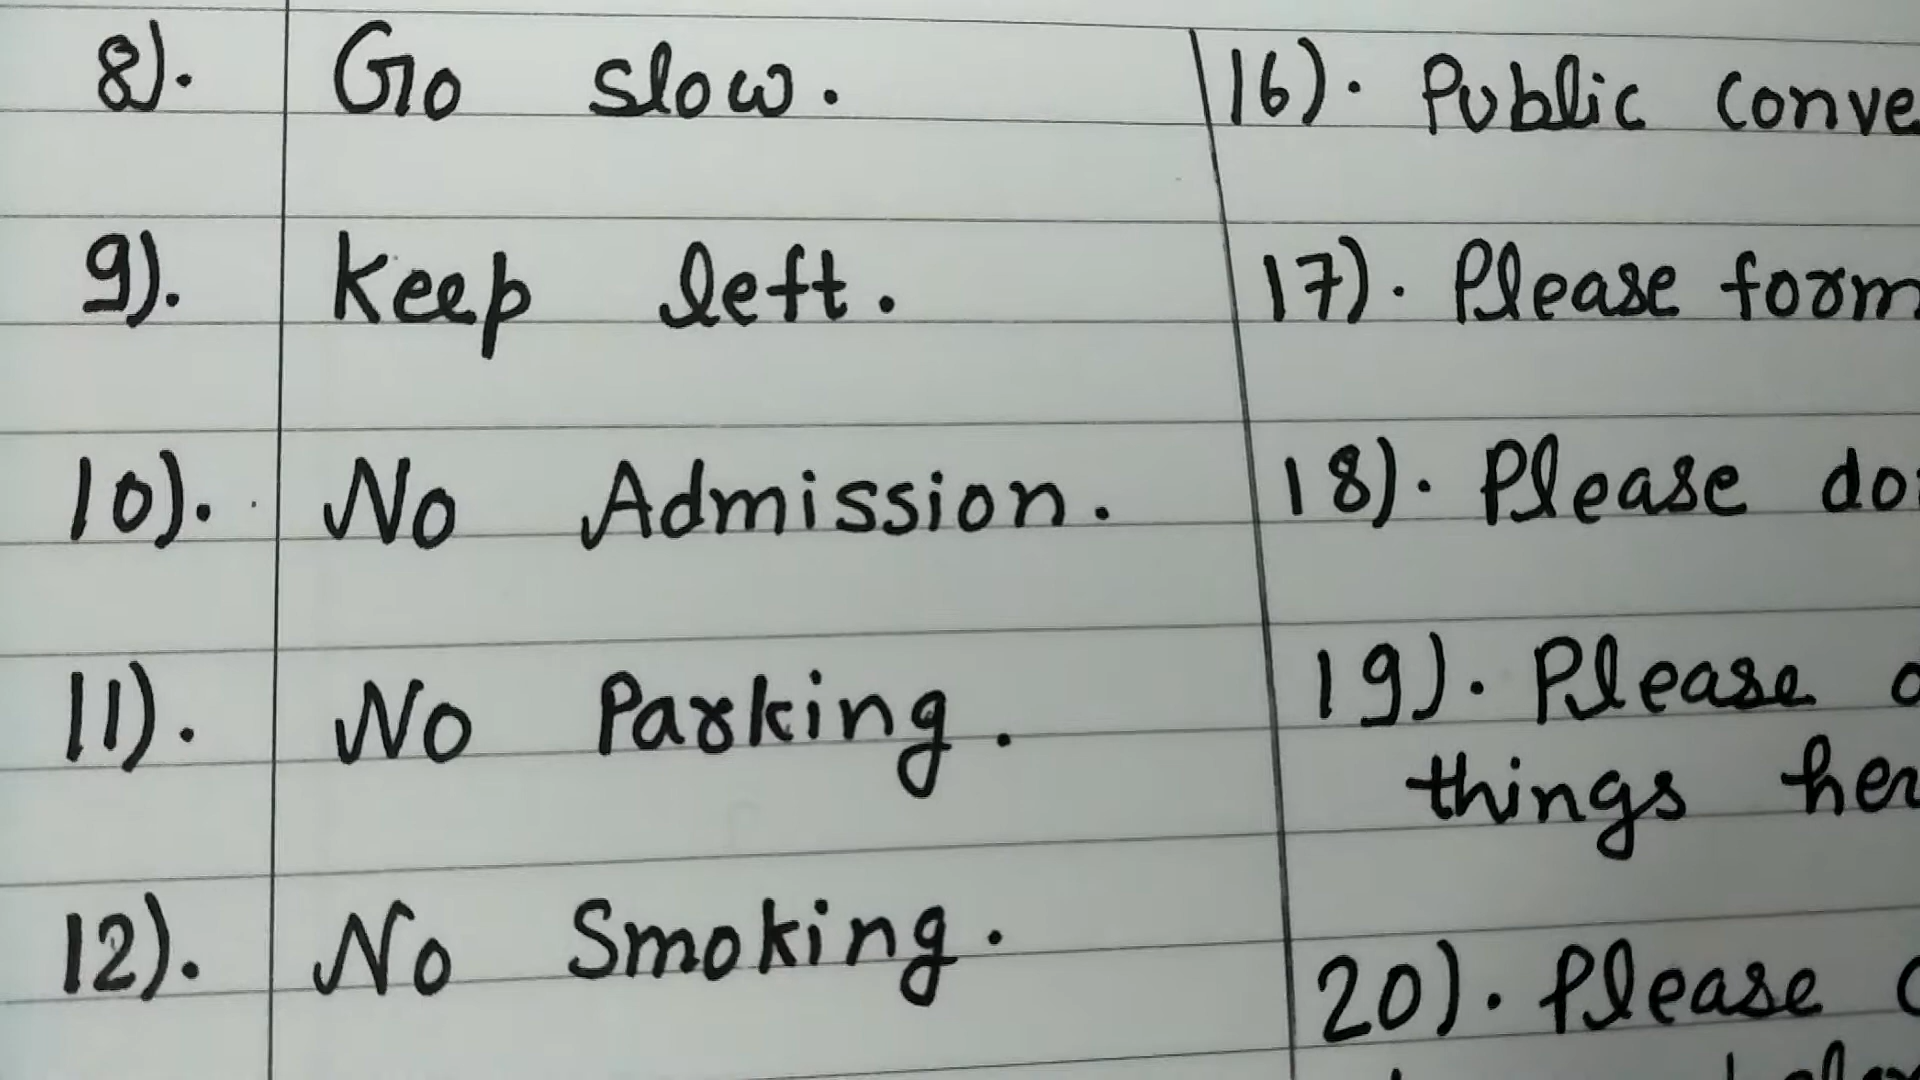 8). Go slow.
9). Keep left.
10). No Admission.
11). No Parking.
12). No Smoking.
16). Public conve
17). Please form
18). Please do
19). Please
things her
20). Please